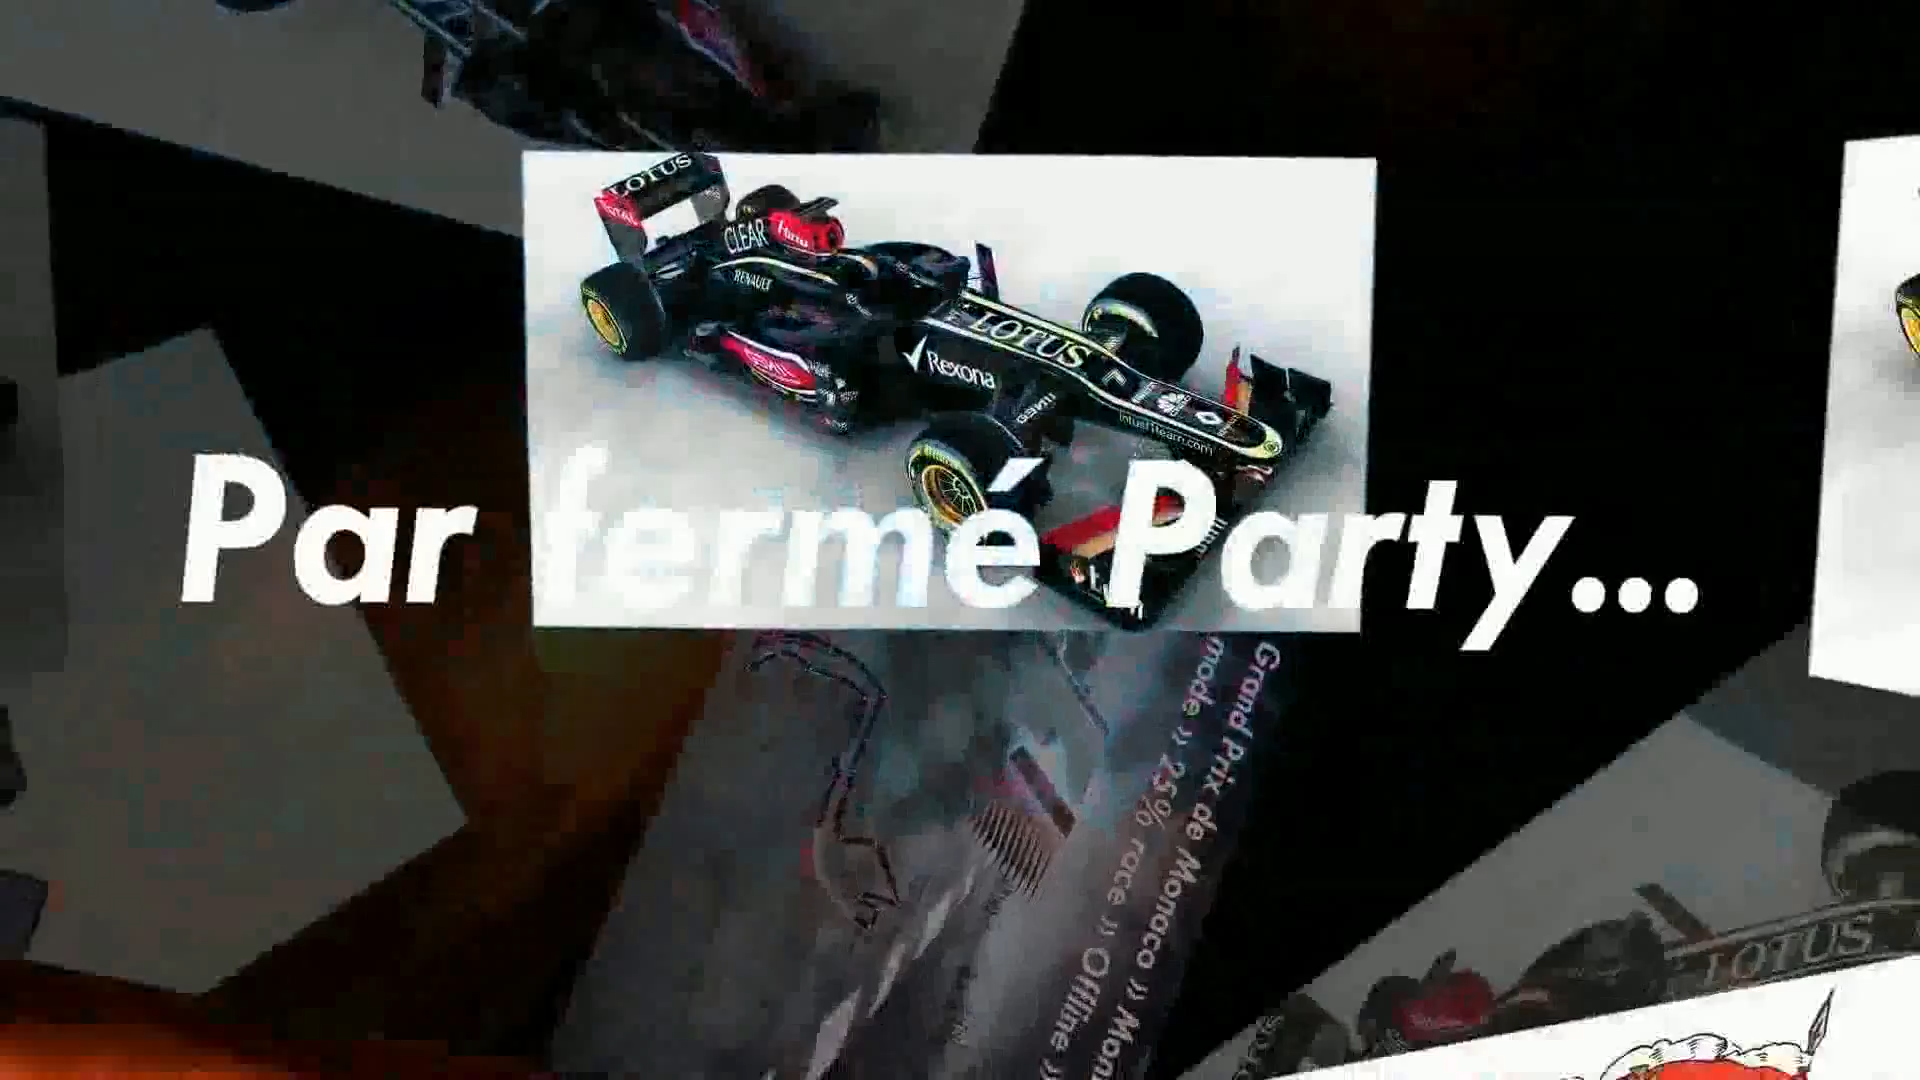 LOTUS
TOTAL
CLEAR
RENAULT
LOTUS
Rexona
lotusf1team.com
Par fermé Party...
Grand Prix de Monaco ››
mode ›› 25% race ›› Offline ››
LOTUS